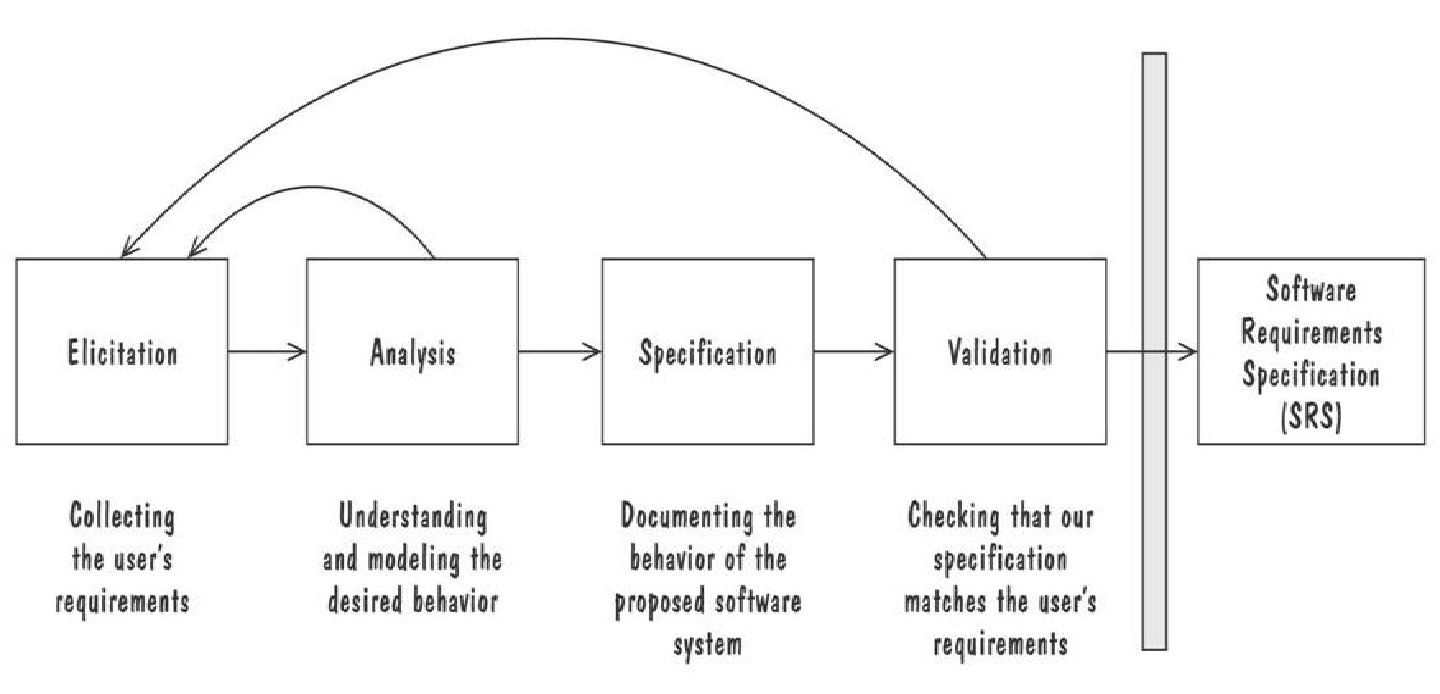 Elicitation
Analysis
Specification
Validation
Software
Requirements
Specification
(SRS)
Collecting
the user's
requirements
Understanding
and modeling the
desired behavior
Documenting the
behavior of the
proposed software
system
Checking that our
specification
matches the user's
requirements